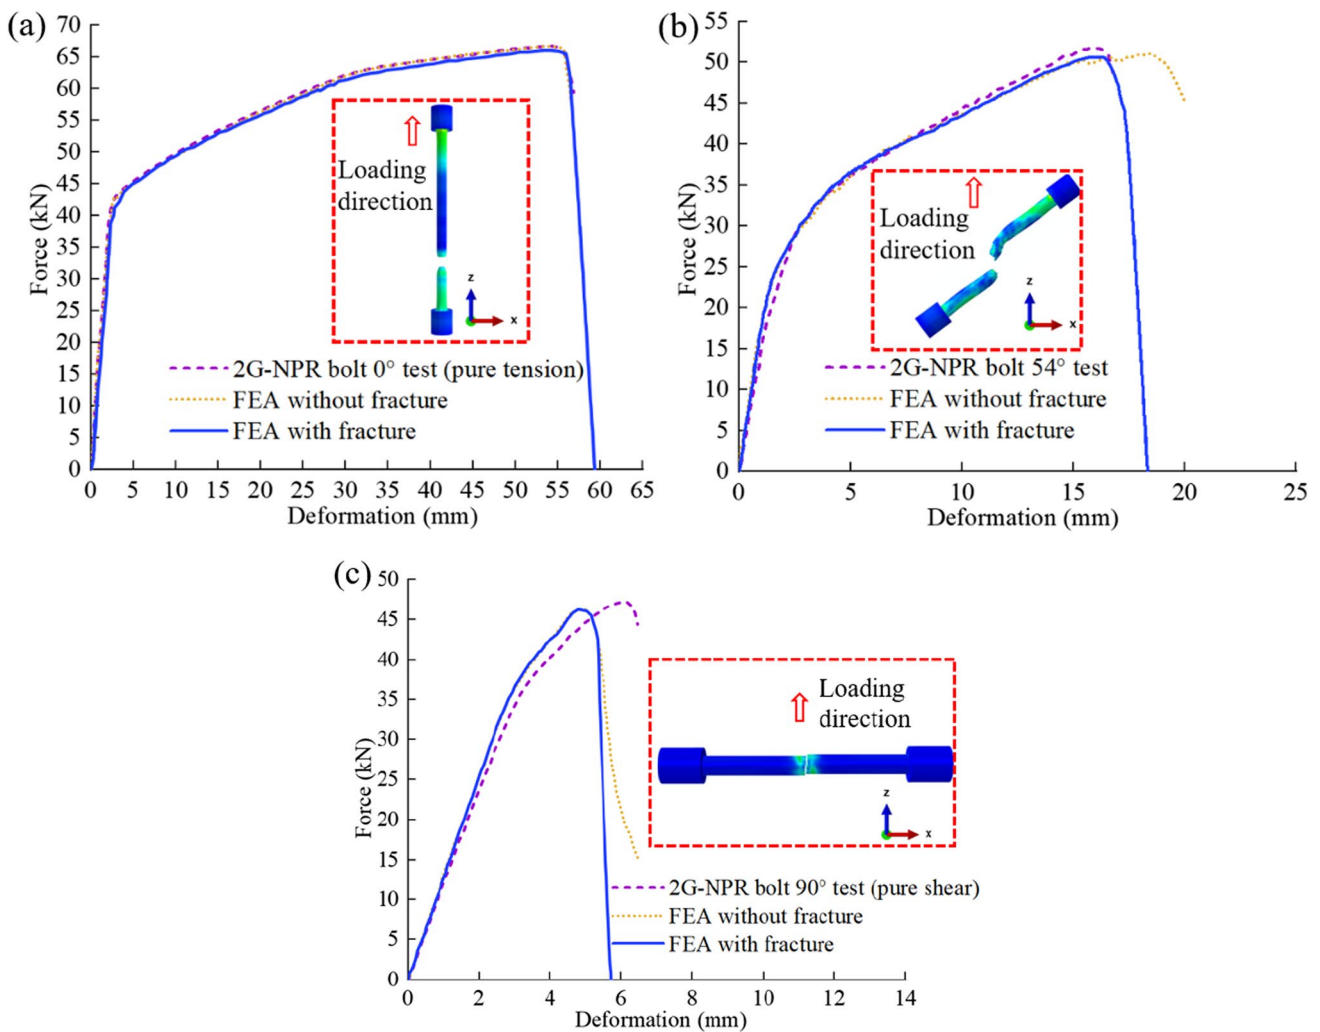 (a)
70
65
60
55
50
45
40
35
30
25
20
15
10
5
0
Force (kN)
Loading
direction
z
x
2G-NPR bolt 0° test (pure tension)
FEA without fracture
FEA with fracture
0 5 10 15 20 25 30 35 40 45 50 55 60 65
Deformation (mm)
(b)
55
50
45
40
35
30
25
20
15
10
5
0
Force (kN)
Loading
direction
z
x
2G-NPR bolt 54° test
FEA without fracture
FEA with fracture
0 5 10 15 20 25
Deformation (mm)
(c)
50
45
40
35
30
25
20
15
10
5
0
Force (kN)
Loading
direction
z
x
2G-NPR bolt 90° test (pure shear)
FEA without fracture
FEA with fracture
0 2 4 6 8 10 12 14
Deformation (mm)